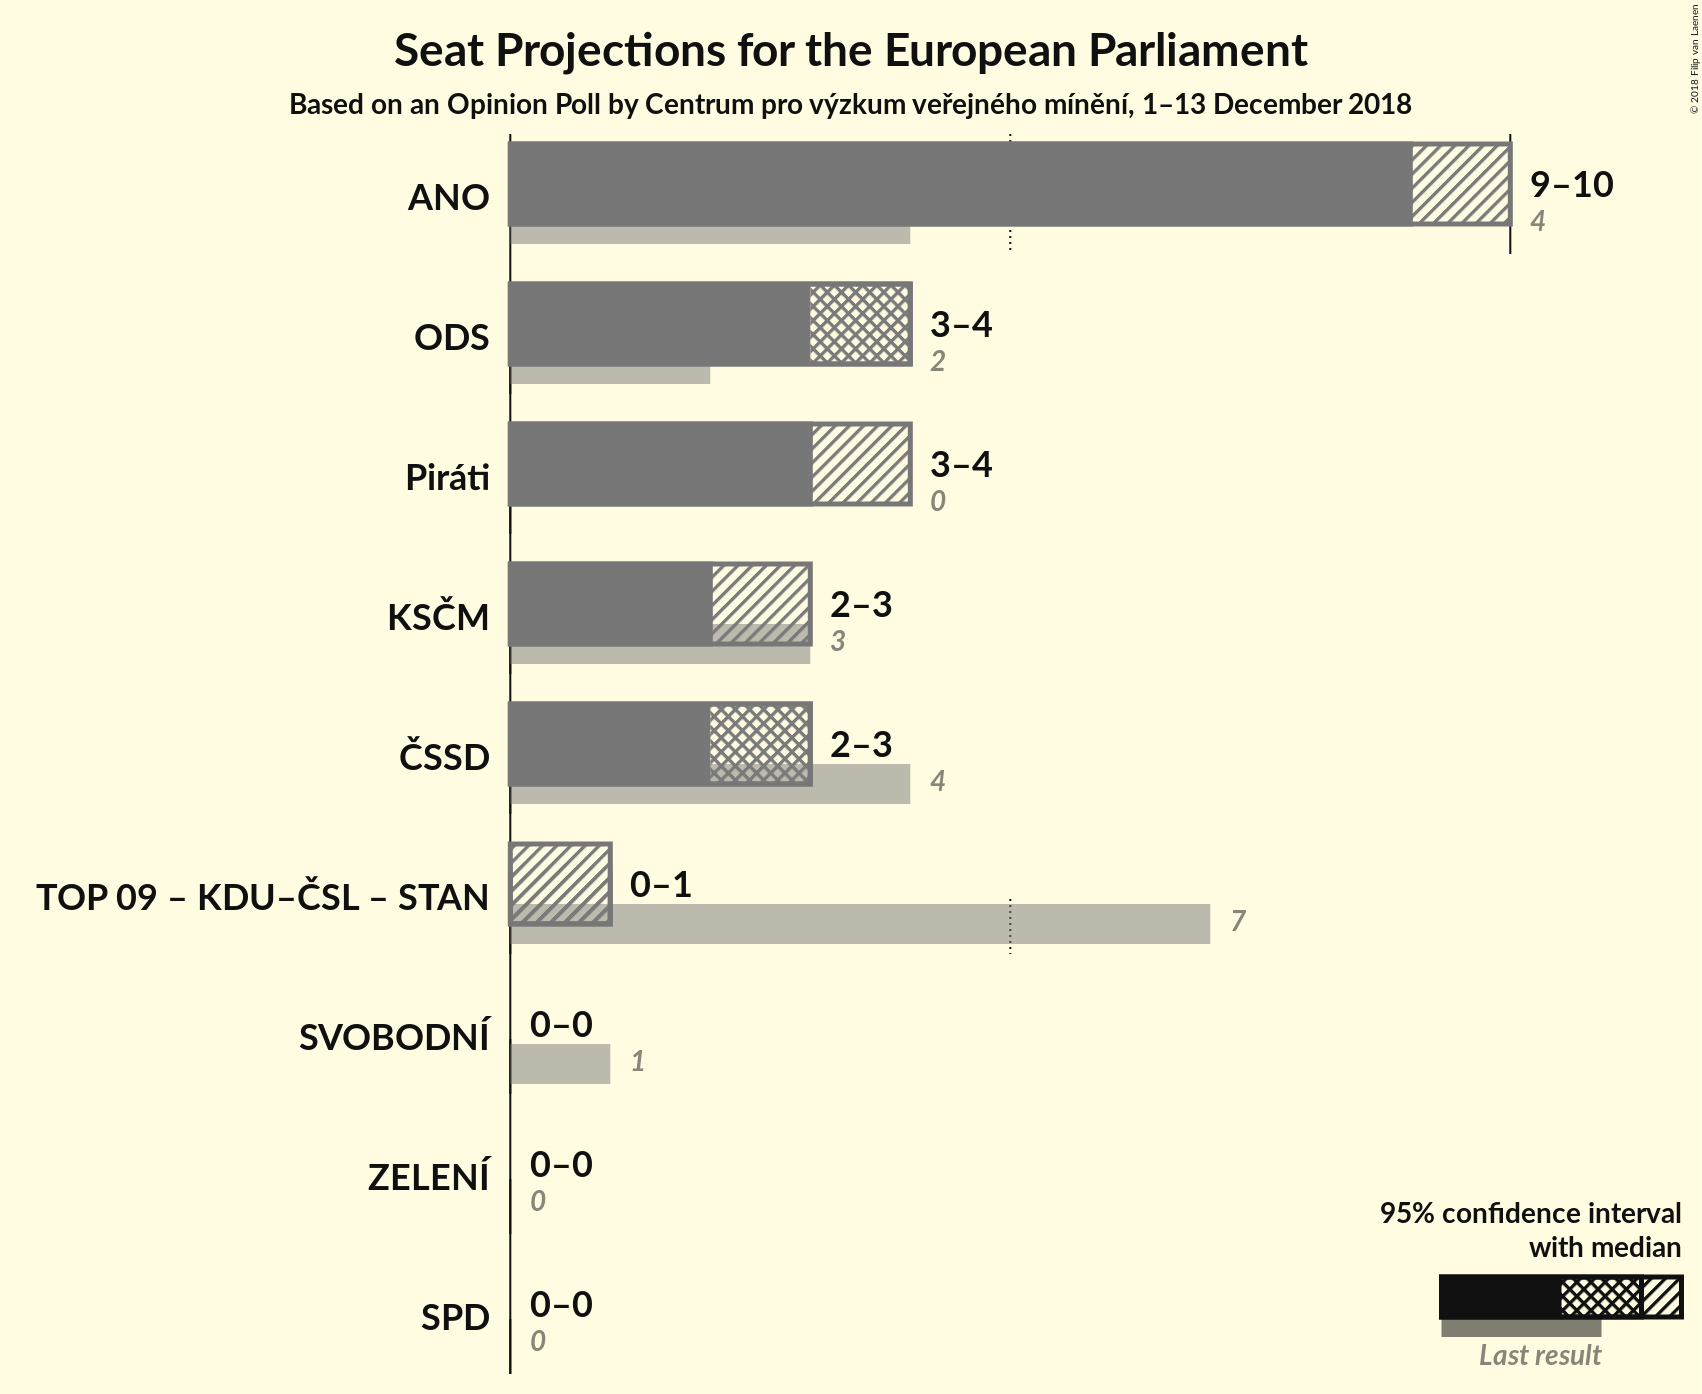 Seat Projections for the European Parliament
Based on an Opinion Poll by Centrum pro výzkum veřejného mínění, 1–13 December 2018
© 2018 Filip van Laenen
ANO
9–10
4
ODS
3–4
2
Piráti
3–4
0
KSČM
2–3
3
ČSSD
2–3
4
TOP 09 – KDU–ČSL – STAN
0–1
7
SVOBODNÍ
0–0
1
ZELENÍ
0–0
0
SPD
0–0
0
95% confidence interval
with median
Last result